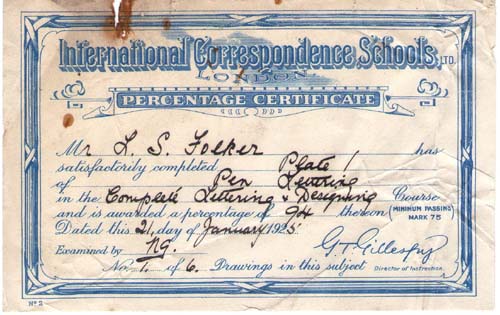 International Correspondence Schools, LTD.
LONDON
PERCENTAGE CERTIFICATE
Mr L. S. Folker has
satisfactorily completed Plate 1
of Pen Lettering
in the Complete Lettering & Designing Course
and is awarded a percentage of 94 thereon (MINIMUM PASSING MARK 75)
Dated this 21 day of January 1925
Examined by NG. G. T. Gillespy
No. 1. of 6. Drawings in this subject Director of Instruction.
Nº 2